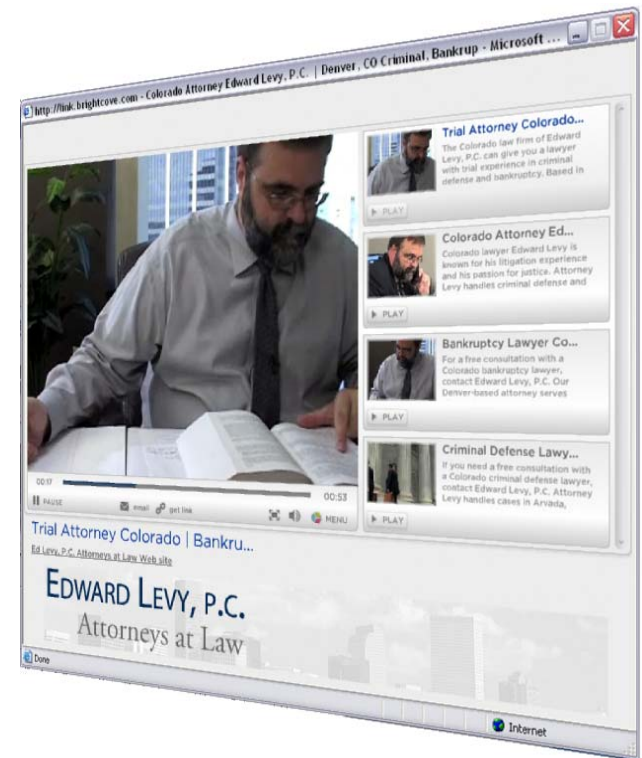 http://link.brightcove.com - Colorado Attorney Edward Levy, P.C. | Denver, CO Criminal, Bankrup - Microsoft ...
Trial Attorney Colorado...
The Colorado law firm of Edward
Levy, P.C. can give you a lawyer
with trial experience in criminal
defense and bankruptcy. Based in
PLAY
Colorado Attorney Ed...
Colorado lawyer Edward Levy is
known for his litigation experience
and his passion for justice. Attorney
Levy handles criminal defense and
PLAY
Bankruptcy Lawyer Co...
For a free consultation with a
Colorado bankruptcy lawyer,
contact Edward Levy, P.C. Our
Denver-based attorney serves
PLAY
Criminal Defense Lawy...
If you need a free consultation with
a Colorado criminal defense lawyer,
contact Edward Levy, P.C. Attorney
Levy handles cases in Arvada,
PLAY
00:17 00:53
PAUSE email get link MENU
Trial Attorney Colorado | Bankru...
Ed Levy, P.C. Attorneys at Law Web site
EDWARD LEVY, P.C.
Attorneys at Law
Done Internet